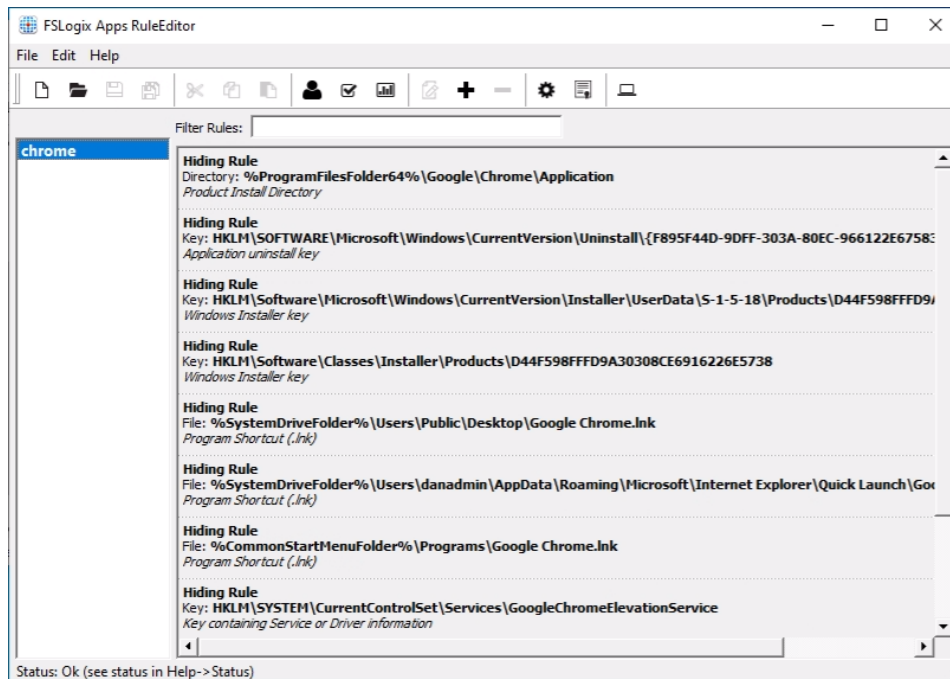 FSLogix Apps RuleEditor
File Edit Help
Filter Rules:
chrome
Hiding Rule
Directory: %ProgramFilesFolder64%\Google\Chrome\Application
Product Install Directory
Hiding Rule
Key: HKLM\SOFTWARE\Microsoft\Windows\CurrentVersion\Uninstall\{F895F44D-9DFF-303A-80EC-966122E67583
Application uninstall key
Hiding Rule
Key: HKLM\Software\Microsoft\Windows\CurrentVersion\Installer\UserData\S-1-5-18\Products\D44F598FFFD9A
Windows Installer key
Hiding Rule
Key: HKLM\Software\Classes\Installer\Products\D44F598FFFD9A30308CE6916226E5738
Windows Installer key
Hiding Rule
File: %SystemDriveFolder%\Users\Public\Desktop\Google Chrome.lnk
Program Shortcut (.lnk)
Hiding Rule
File: %SystemDriveFolder%\Users\danadmin\AppData\Roaming\Microsoft\Internet Explorer\Quick Launch\Goo
Program Shortcut (.lnk)
Hiding Rule
File: %CommonStartMenuFolder%\Programs\Google Chrome.lnk
Program Shortcut (.lnk)
Hiding Rule
Key: HKLM\SYSTEM\CurrentControlSet\Services\GoogleChromeElevationService
Key containing Service or Driver information
Status: Ok (see status in Help->Status)